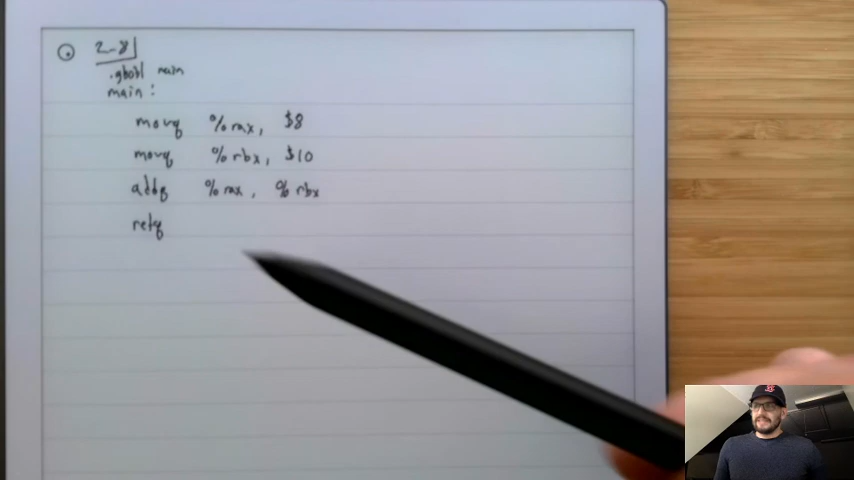 2-8
.globl main
main:
movq %rax, $8
movq %rbx, $10
addq %rax, %rbx
retq